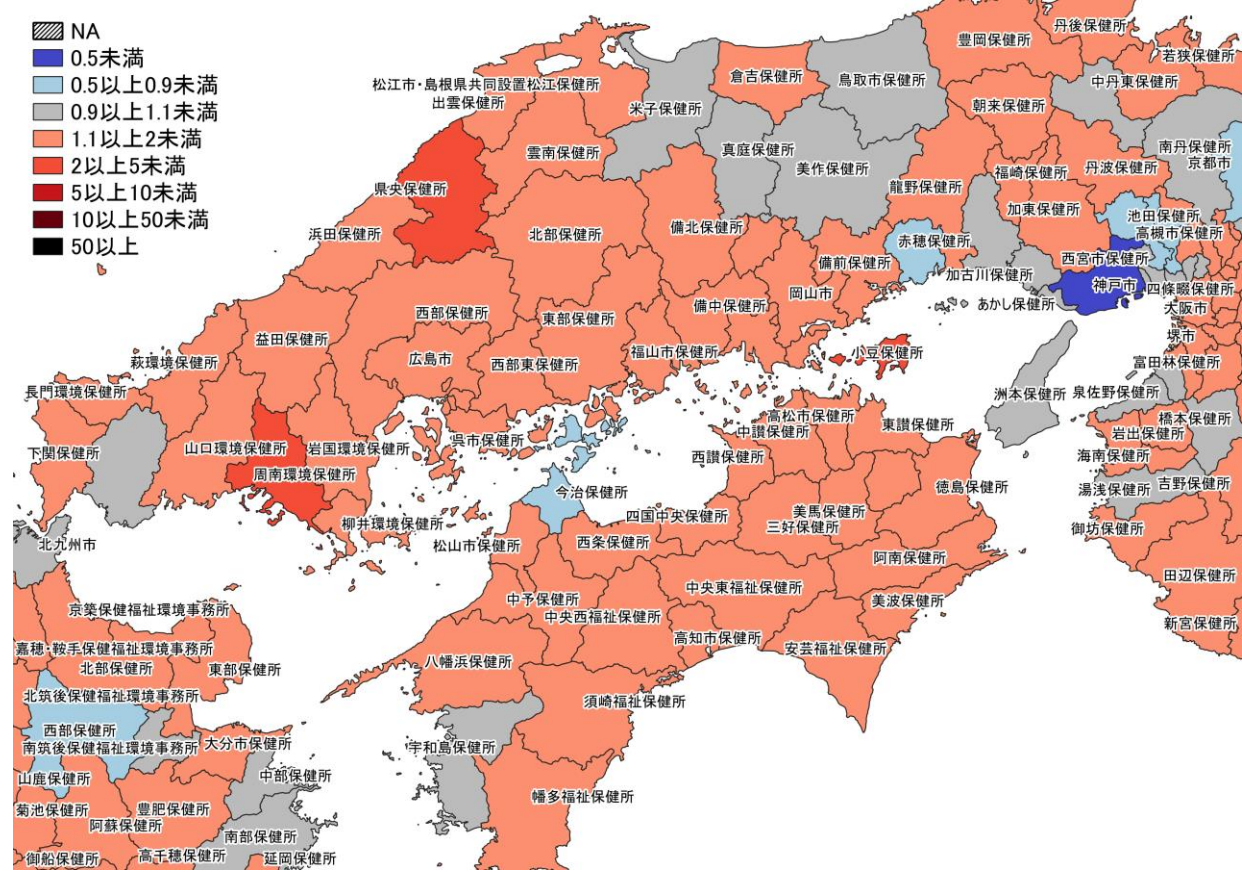 NA
0.5未満
0.5以上0.9未満
0.9以上1.1未満
1.1以上2未満
2以上5未満
5以上10未満
10以上50未満
50以上
丹後保健所
豊岡保健所
若狭保健所
松江市・島根県共同設置松江保健所
倉吉保健所
鳥取市保健所
中丹東保健所
出雲保健所
米子保健所
朝来保健所
雲南保健所
真庭保健所
美作保健所
南丹保健所
京都市
福崎保健所
丹波保健所
県央保健所
龍野保健所
加東保健所
池田保健所
浜田保健所
北部保健所
備北保健所
高槻市保健所
赤穂保健所
西宮市保健所
備前保健所
加古川保健所
神戸市
四條畷保健所
岡山市
あかし保健所
大阪市
西部保健所
東部保健所
備中保健所
堺市
益田保健所
広島市
西部東保健所
福山市保健所
小豆保健所
富田林保健所
萩環境保健所
長門環境保健所
洲本保健所
泉佐野保健所
高松市保健所
橋本保健所
東讃保健所
中讃保健所
岩出保健所
呉市保健所
山口環境保健所
岩国環境保健所
下関保健所
西讃保健所
海南保健所
周南環境保健所
吉野保健所
徳島保健所
湯浅保健所
今治保健所
美馬保健所
四国中央保健所
三好保健所
柳井環境保健所
御坊保健所
北九州市
松山市保健所
西条保健所
阿南保健所
田辺保健所
中央東福祉保健所
中予保健所
美波保健所
京築保健福祉環境事務所
中央西福祉保健所
新宮保健所
高知市保健所
安芸福祉保健所
嘉穂・鞍手保健福祉環境事務所
北部保健所
東部保健所
八幡浜保健所
北筑後保健福祉環境事務所
須崎福祉保健所
西部保健所
南筑後保健福祉環境事務所
大分市保健所
宇和島保健所
山鹿保健所
中部保健所
幡多福祉保健所
菊池保健所
豊肥保健所
阿蘇保健所
南部保健所
御船保健所
高千穂保健所
延岡保健所